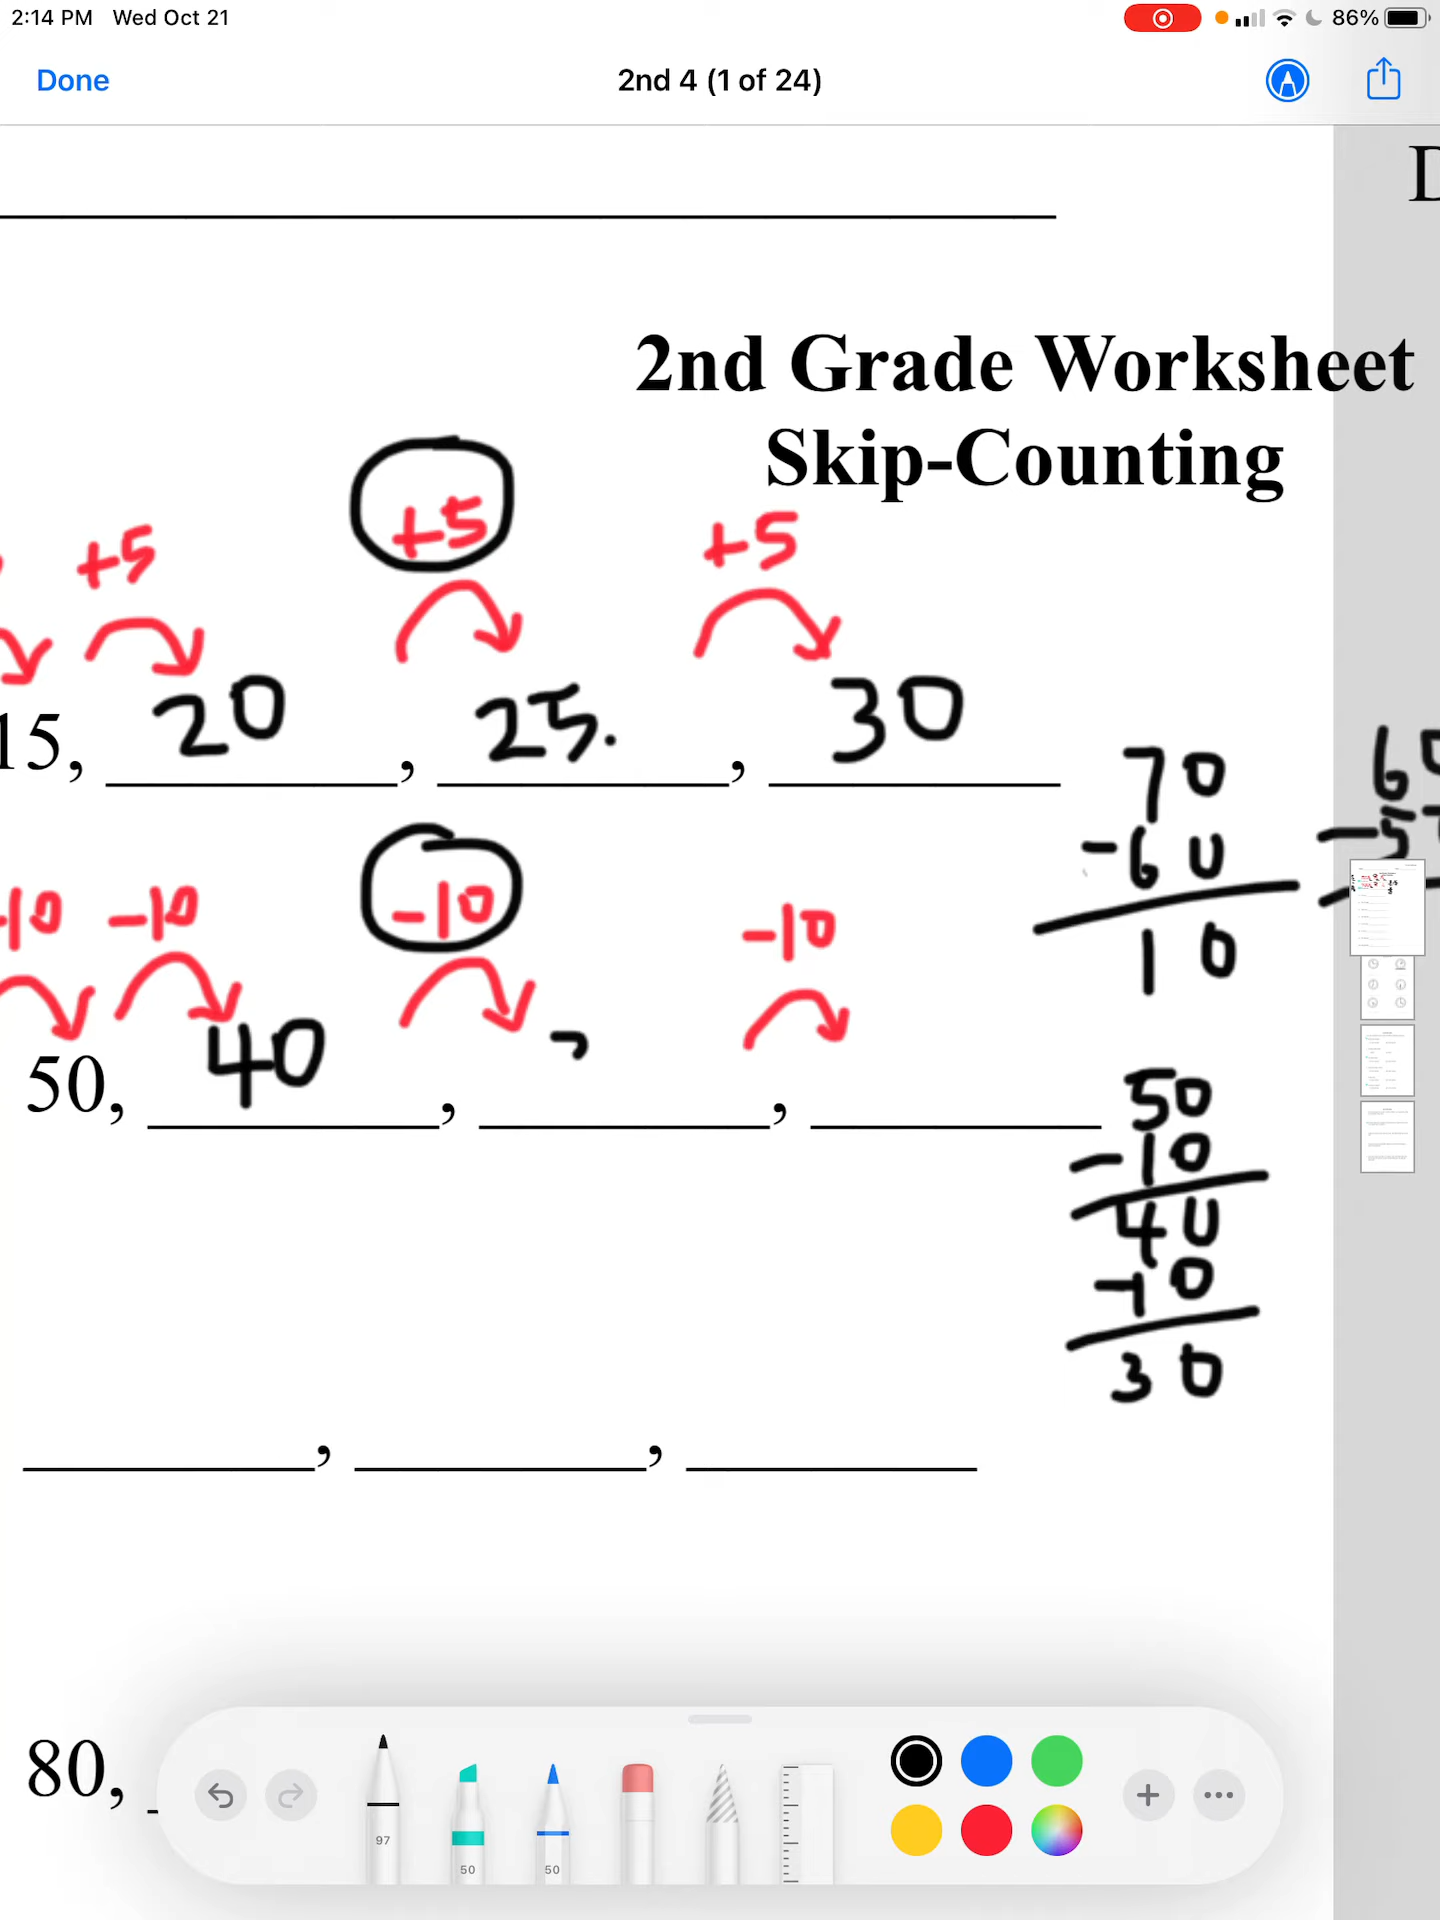 2:14 PM Wed Oct 21
86%
Done
2nd 4 (1 of 24)
2nd Grade Worksheet
Skip-Counting
+5 +5 +5
15, 20, 25. , 30
70
-60
10
-10 -10 -10 -10
50, 40, ,
50
-10
40
-10
30
80,
97
50
50